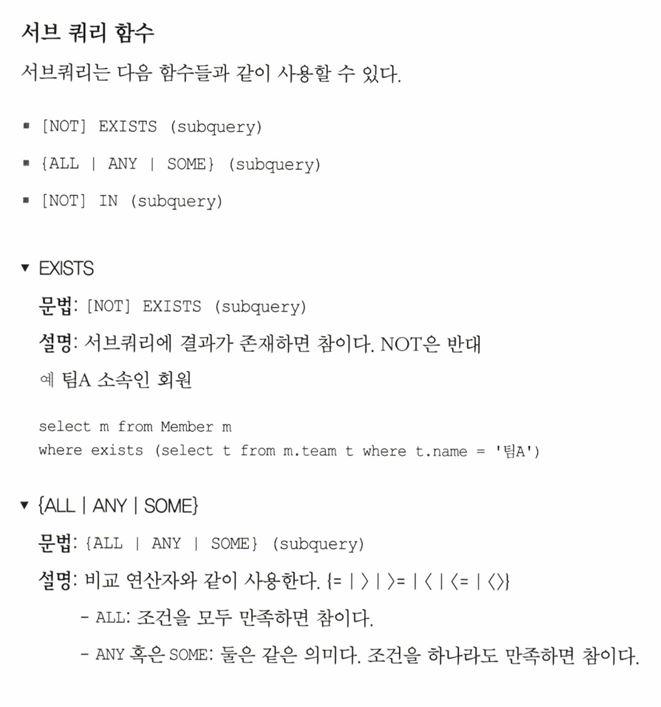 서브 쿼리 함수
서브쿼리는 다음 함수들과 같이 사용할 수 있다.
▪ [NOT] EXISTS (subquery)
▪ {ALL | ANY | SOME} (subquery)
▪ [NOT] IN (subquery)
▼ EXISTS
문법: [NOT] EXISTS (subquery)
설명: 서브쿼리에 결과가 존재하면 참이다. NOT은 반대
예 팀A 소속인 회원
select m from Member m
where exists (select t from m.team t where t.name = '팀A')
▼ {ALL | ANY | SOME}
문법: {ALL | ANY | SOME} (subquery)
설명: 비교 연산자와 같이 사용한다. {= | 〉 | 〉= | 〈 | 〈= | 〈〉}
- ALL: 조건을 모두 만족하면 참이다.
- ANY 혹은 SOME: 둘은 같은 의미다. 조건을 하나라도 만족하면 참이다.